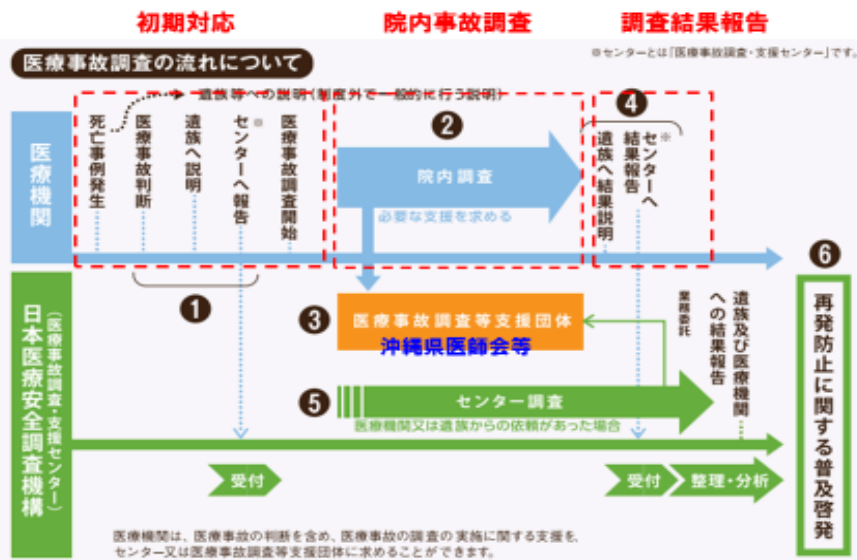 初期対応
院内事故調査
調査結果報告
※センターとは「医療事故調査・支援センター」です。
医療事故調査の流れについて
遺族等への説明(制度外で一般的に行う説明)
医療機関
死亡事例発生
医療事故判断
遺族へ説明
センターへ報告
※
医療事故調査開始
❷
院内調査
必要な支援を求める
❹
遺族へ結果説明
センターへ
結果報告
※
❶
❸
医療事故調査等支援団体
沖縄県医師会等
業務委託
遺族及び医療機関
への結果報告
❻
再発防止に関する普及啓発
日本医療安全調査機構
(医療事故調査・支援センター)
❺
センター調査
医療機関又は遺族からの依頼があった場合
受付
受付
整理・分析
医療機関は、医療事故の判断を含め、医療事故の調査の実施に関する支援を、
センター又は医療事故調査等支援団体に求めることができます。